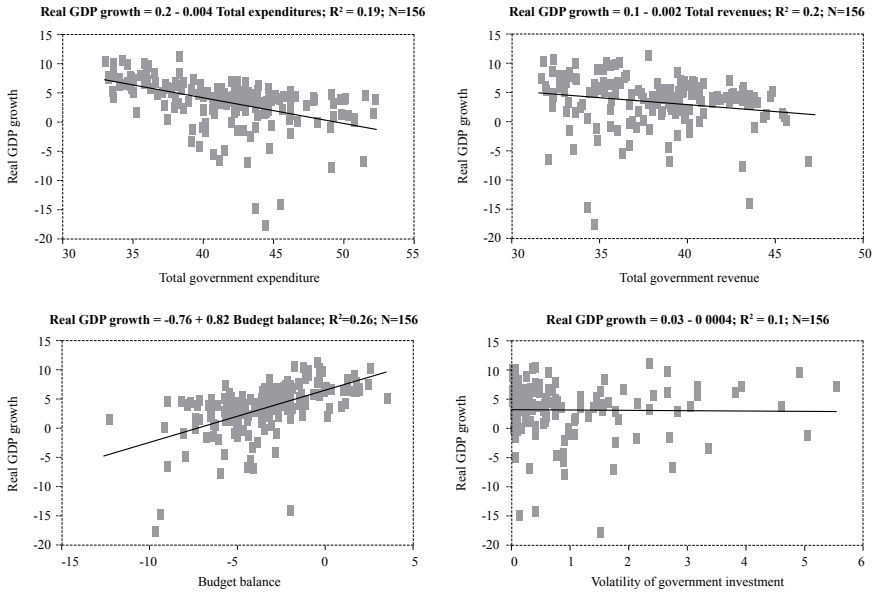 Real GDP growth = 0.2 - 0.004 Total expenditures; R² = 0.19; N=156
15
10
5
0
-5
-10
-15
-20
Real GDP growth
30 35 40 45 50 55
Total government expenditure
Real GDP growth = 0.1 - 0.002 Total revenues; R² = 0.2; N=156
15
10
5
0
-5
-10
-15
-20
Real GDP growth
30 35 40 45 50
Total government revenue
Real GDP growth = -0.76 + 0.82 Budegt balance; R²=0.26; N=156
15
10
5
0
-5
-10
-15
-20
Real GDP growth
-15 -10 -5 0 5
Budget balance
Real GDP growth = 0.03 - 0 0004; R² = 0.1; N=156
15
10
5
0
-5
-10
-15
-20
Real GDP growth
0 1 2 3 4 5 6
Volatility of government investment